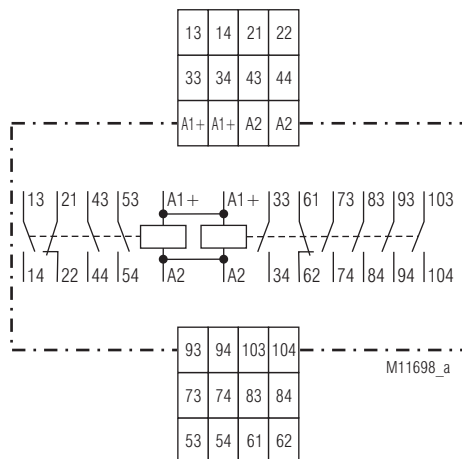 13 14 21 22
33 34 43 44
A1+ A1+ A2 A2
13 21 43 53 A1+ A1+ 33 61 73 83 93 103
14 22 44 54 A2 A2 34 62 74 84 94 104
93 94 103 104
M11698_a
73 74 83 84
53 54 61 62